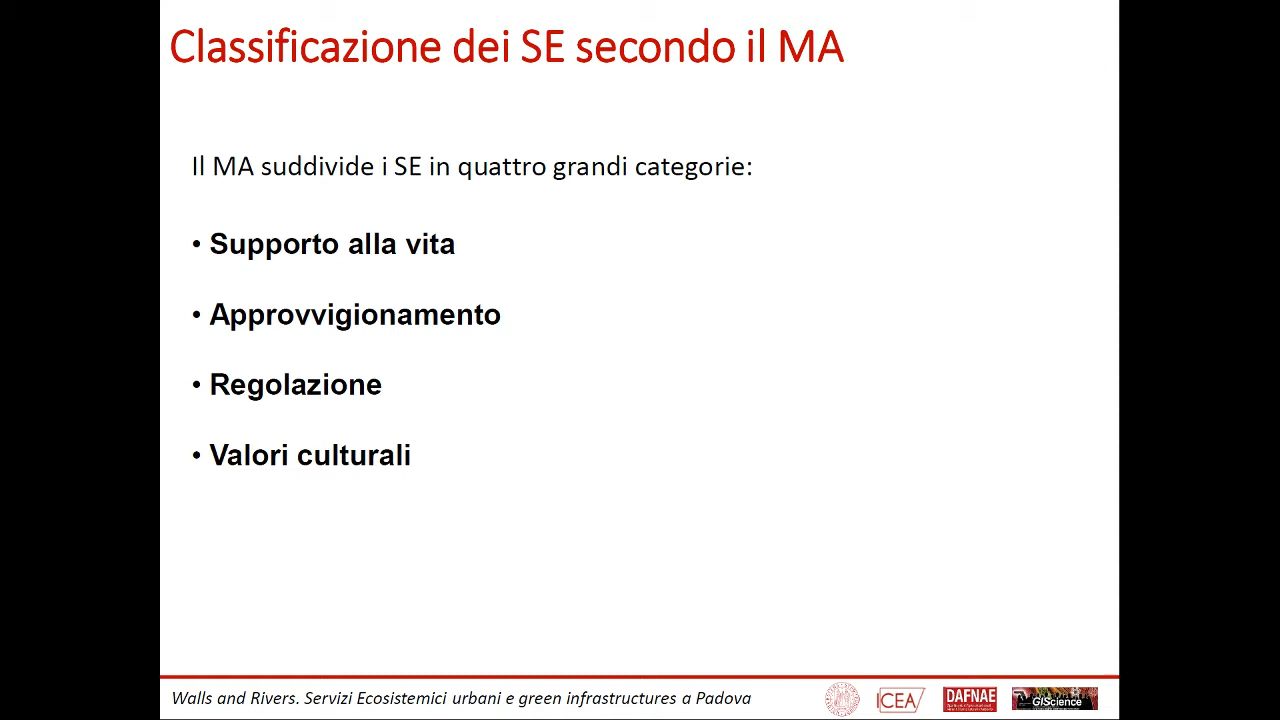 Classificazione dei SE secondo il MA
Il MA suddivide i SE in quattro grandi categorie:
• Supporto alla vita
• Approvvigionamento
• Regolazione
• Valori culturali
Walls and Rivers. Servizi Ecosistemici urbani e green infrastructures a Padova
ICEA
DAFNAE
GIScience